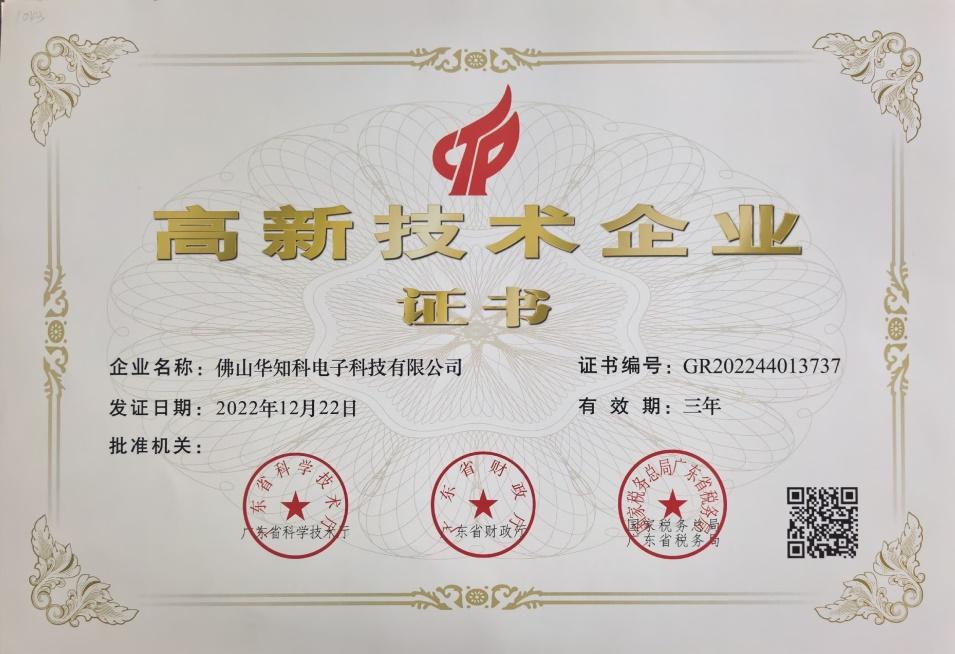 高新技术企业
证书
企业名称：佛山华知科电子科技有限公司
证书编号：GR202244013737
发证日期：2022年12月22日
有效期：三年
批准机关：
广东省科学技术厅
广东省科学技术厅
广东省财政厅
广东省财政厅
国家税务总局广东省税务局
国家税务总局
广东省税务局